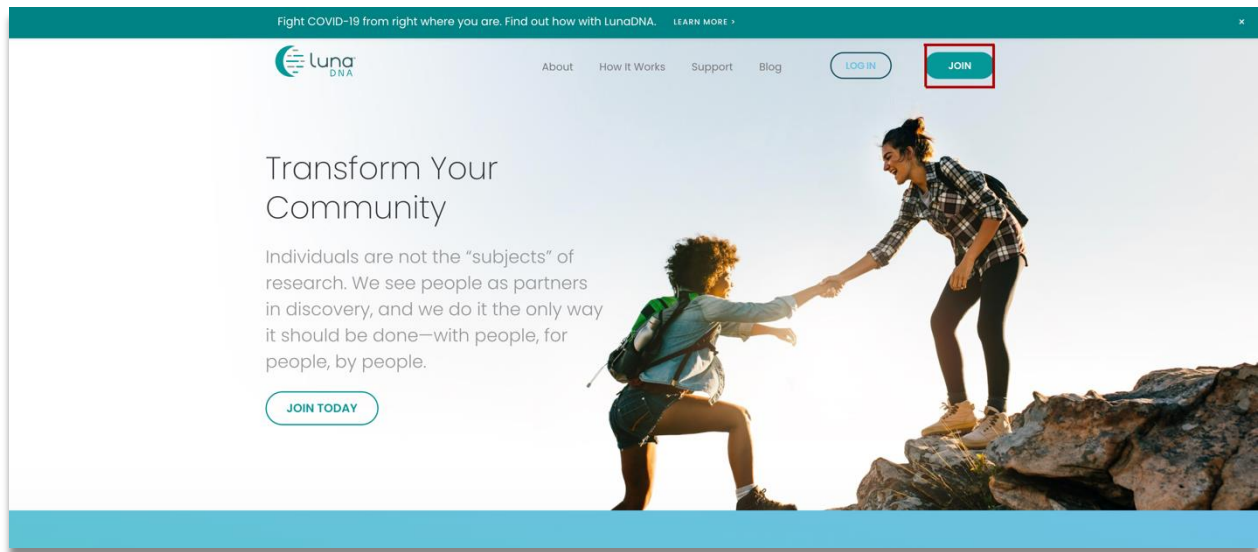 Fight COVID-19 from right where you are. Find out how with LunaDNA. LEARN MORE > ×
luna
DNA
About How It Works Support Blog LOG IN JOIN
Transform Your
Community
Individuals are not the “subjects” of
research. We see people as partners
in discovery, and we do it the only way
it should be done—with people, for
people, by people.
JOIN TODAY